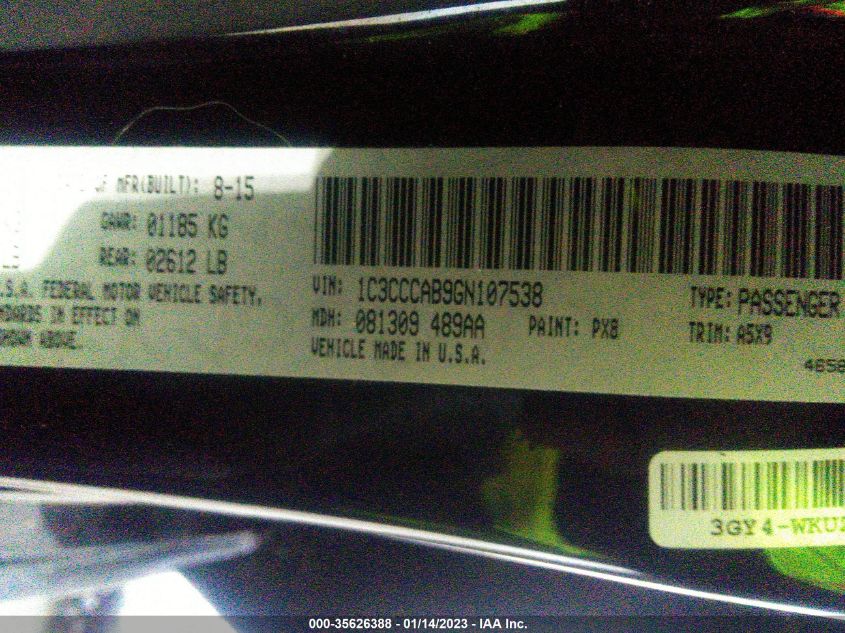 MFR(BUILT): 8-15
GAWR: 01185 KG
REAR: 02612 LB
.S.A. FEDERAL MOTOR VEHICLE SAFETY,
NDARDS IN EFFECT ON
SHOWN ABOVE.
VIN: 1C3CCCAB9GN107538
TYPE: PASSENGER
MDH: 081309 489AA
PAINT: PX8
TRIM: A5X9
VEHICLE MADE IN U.S.A.
4658
3GY4-WKU
000-35626388 - 01/14/2023 - IAA Inc.